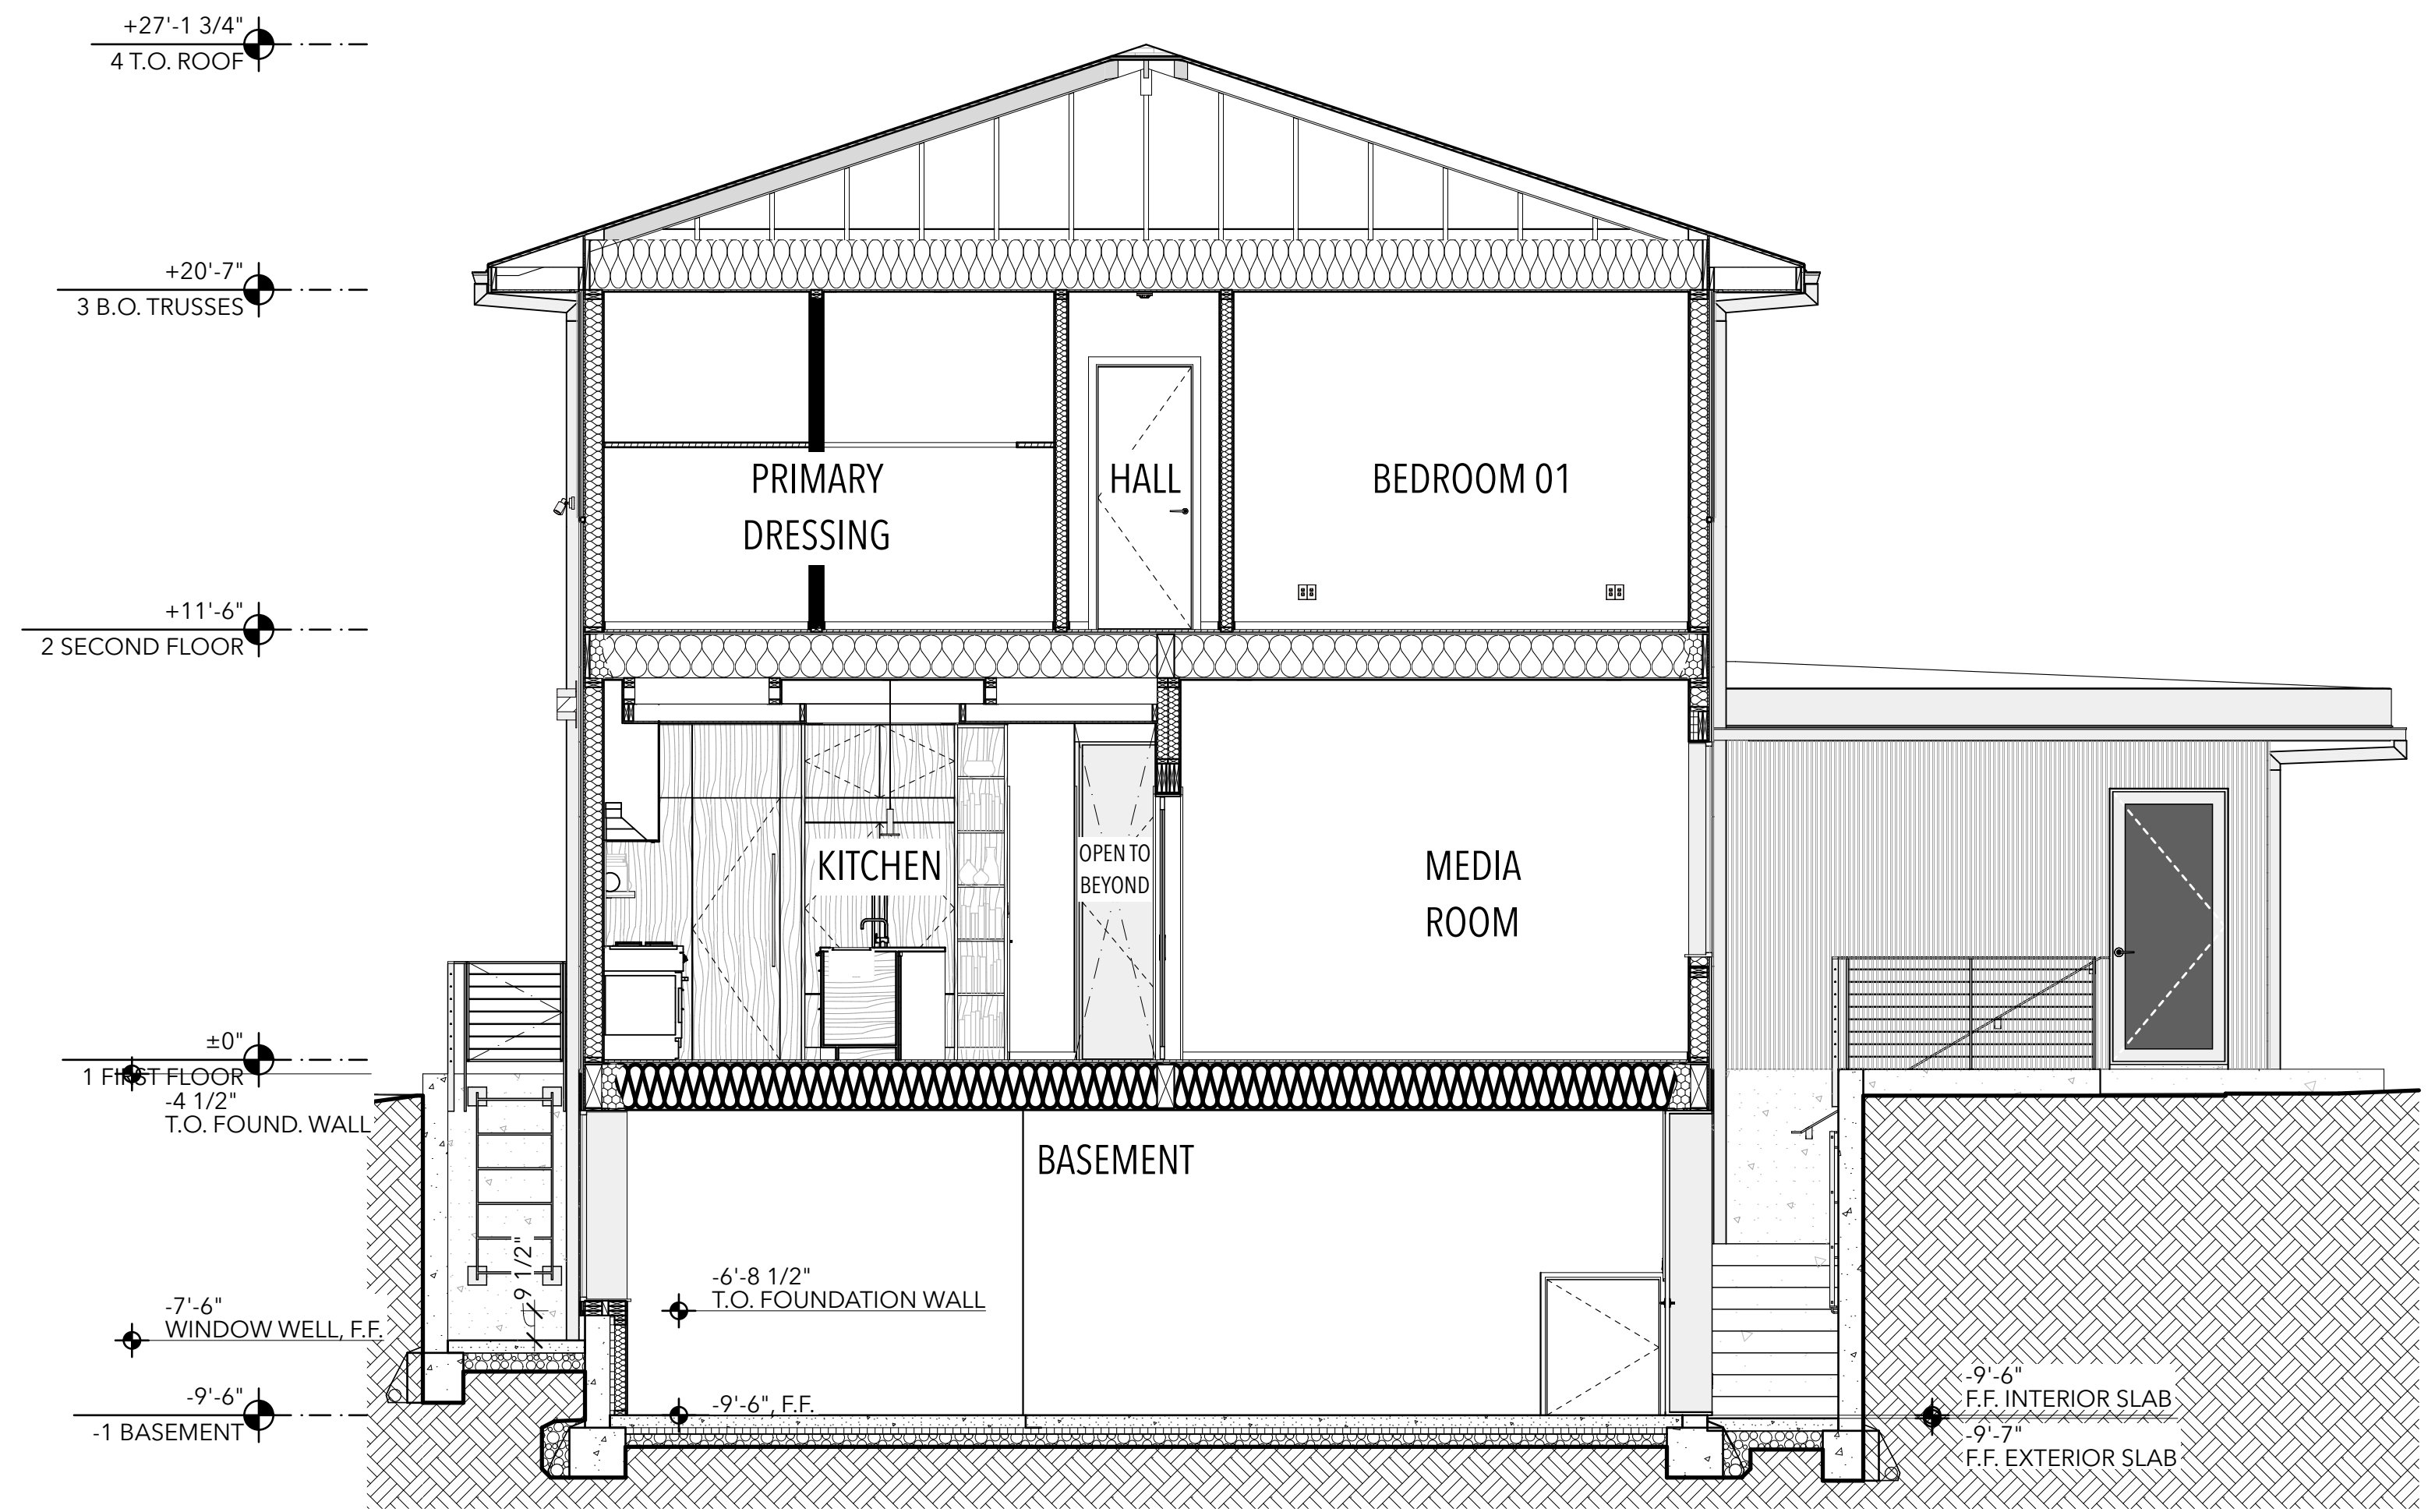 +27'-1 3/4"
4 T.O. ROOF
+20'-7"
3 B.O. TRUSSES
PRIMARY
DRESSING
HALL
BEDROOM 01
+11'-6"
2 SECOND FLOOR
KITCHEN
OPEN TO
BEYOND
MEDIA
ROOM
±0"
1 FIRST FLOOR
-4 1/2"
T.O. FOUND. WALL
BASEMENT
9 1/2"
-6'-8 1/2"
T.O. FOUNDATION WALL
-7'-6"
WINDOW WELL, F.F.
-9'-6"
-1 BASEMENT
-9'-6", F.F.
-9'-6"
F.F. INTERIOR SLAB
-9'-7"
F.F. EXTERIOR SLAB